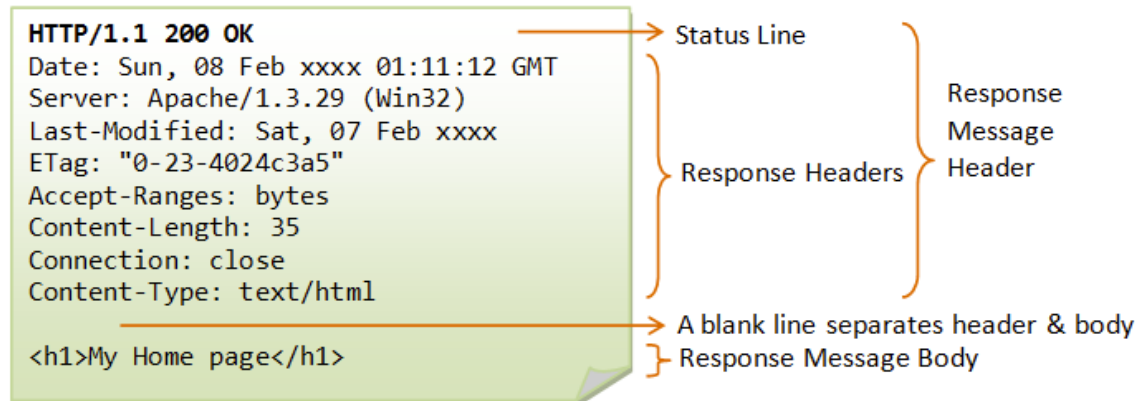 HTTP/1.1 200 OK
Date: Sun, 08 Feb xxxx 01:11:12 GMT
Server: Apache/1.3.29 (Win32)
Last-Modified: Sat, 07 Feb xxxx
ETag: "0-23-4024c3a5"
Accept-Ranges: bytes
Content-Length: 35
Connection: close
Content-Type: text/html
<h1>My Home page</h1>
Status Line
Response Headers
Response
Message
Header
A blank line separates header & body
Response Message Body